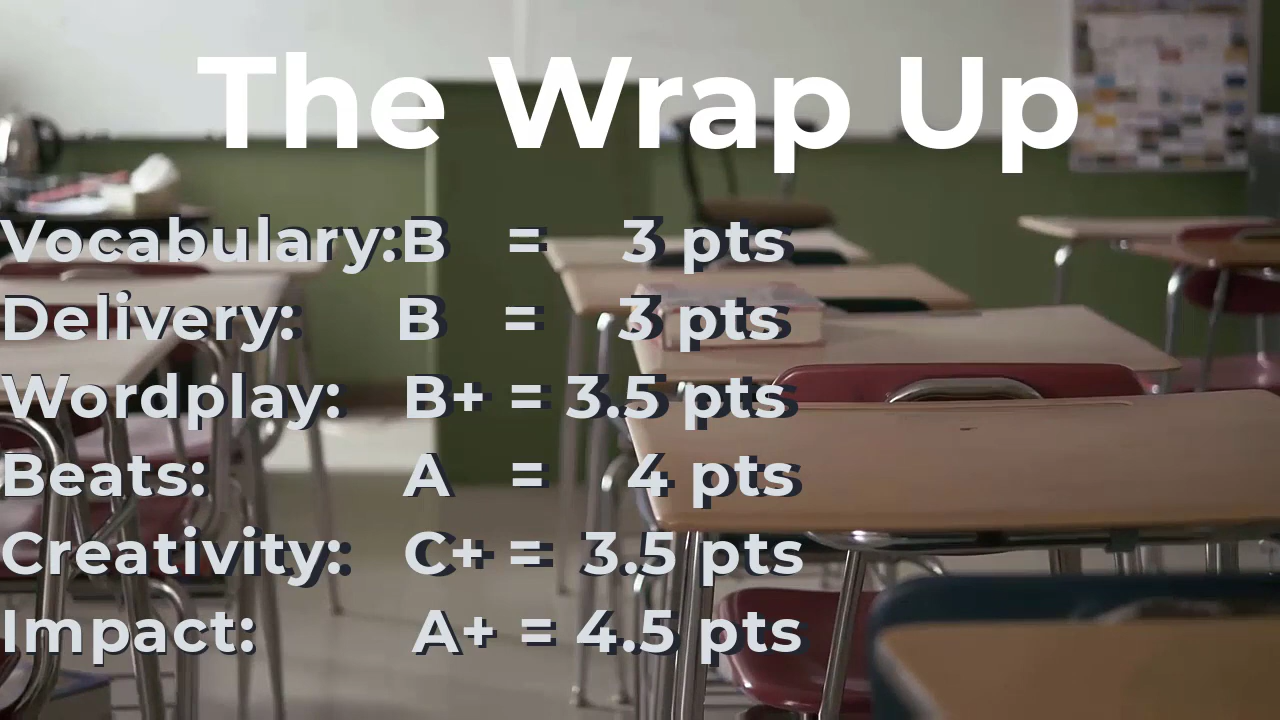 The Wrap Up
Vocabulary:B = 3 pts
Delivery: B = 3 pts
Wordplay: B+ = 3.5 pts
Beats: A = 4 pts
Creativity: C+ = 3.5 pts
Impact: A+ = 4.5 pts